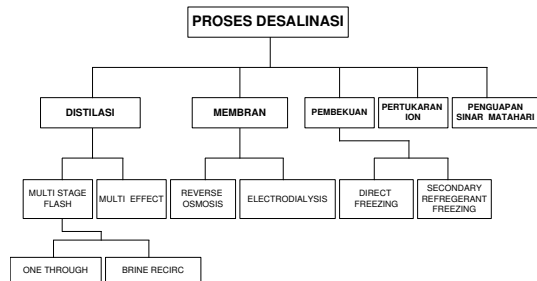 PROSES DESALINASI
DISTILASI
MEMBRAN
PEMBEKUAN
PERTUKARAN
ION
PENGUAPAN
SINAR MATAHARI
MULTI STAGE
FLASH
MULTI EFFECT
REVERSE
OSMOSIS
ELECTRODIALYSIS
DIRECT
FREEZING
SECONDARY
REFREGERANT
FREEZING
ONE THROUGH
BRINE RECIRC